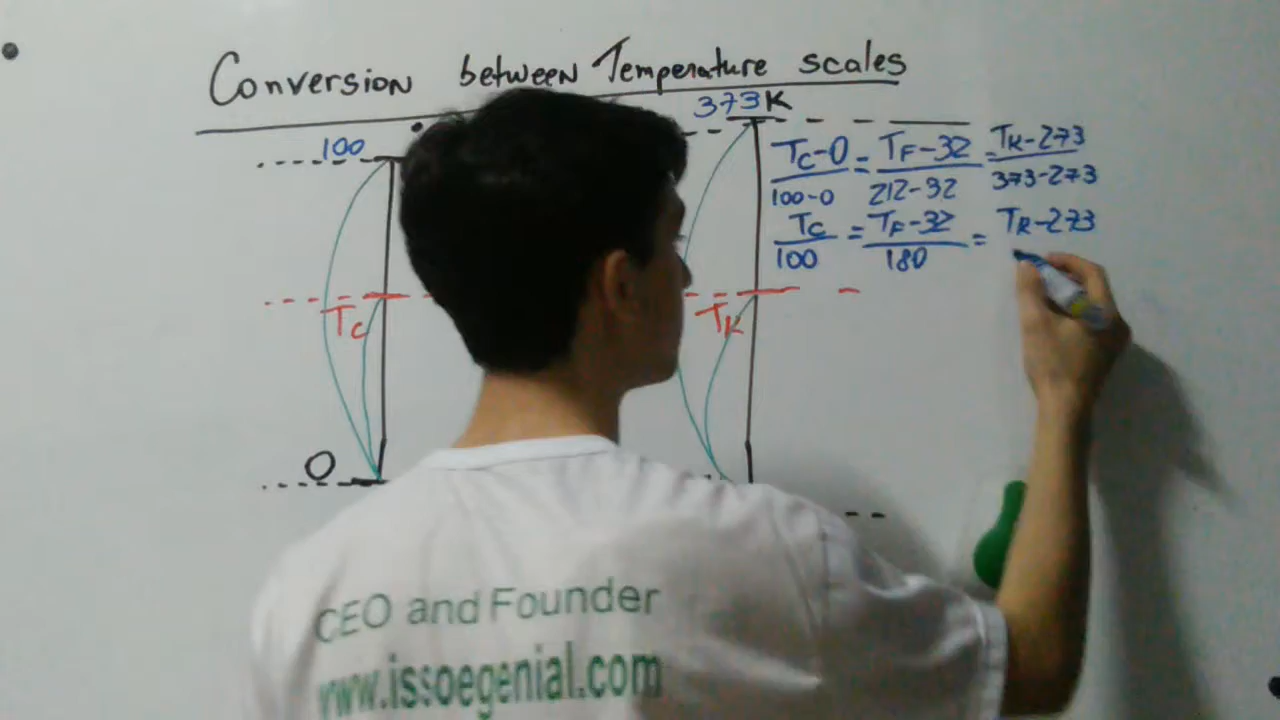 Conversion between Temperature scales
373K
100
Tc-0 = TF-32 = TK-273
100-0 212-32 373-273
Tc = TF-32 = TK-273
100 180
Tc
TK
0
CEO and Founder
www.issoegenial.com